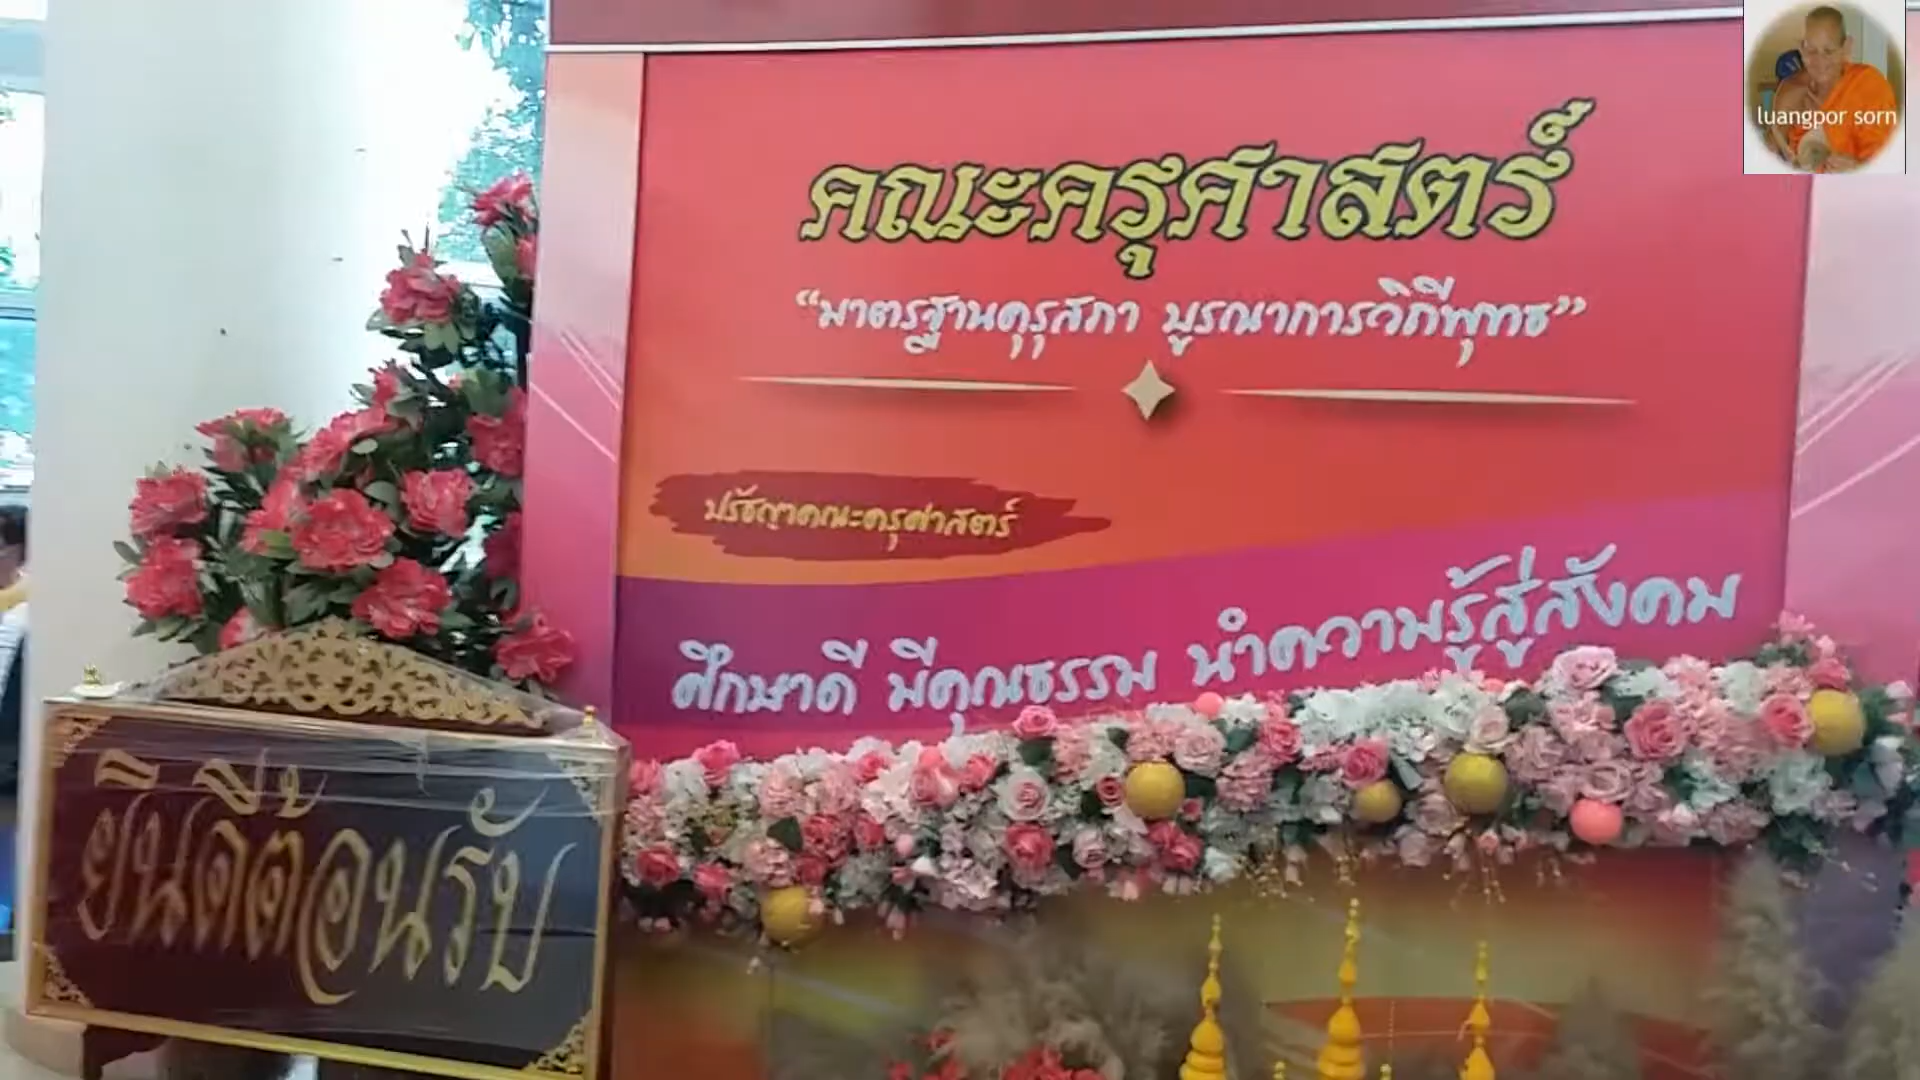 luangpor sorn
คณะครุศาสตร์
“มาตรฐานคุรุสภา บูรณาการวิถีพุทธ”
ปรัชญาคณะครุศาสตร์
ศึกษาดี มีคุณธรรม นำความรู้สู่สังคม
ยินดีต้อนรับ